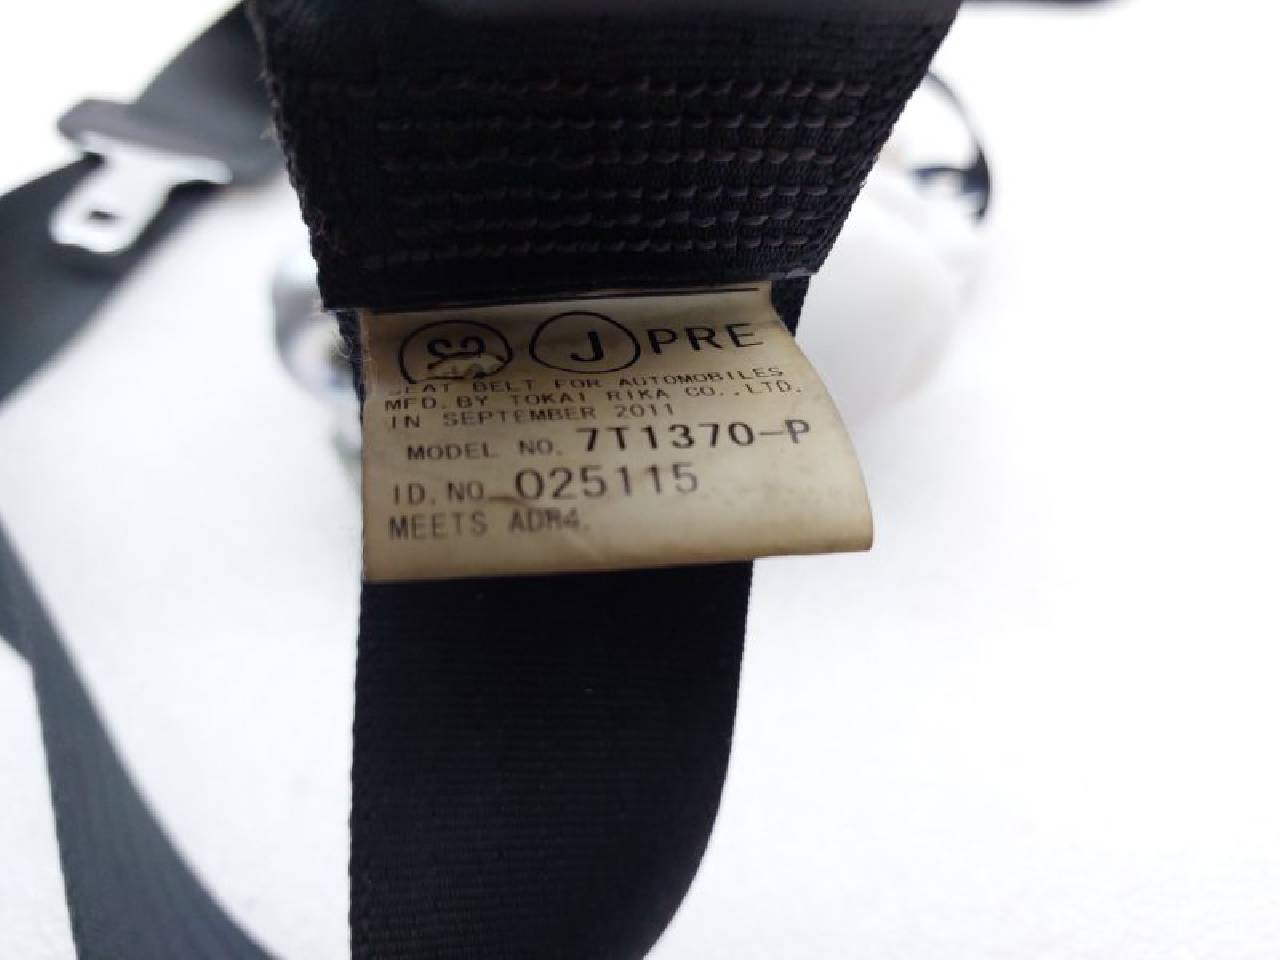 J PRE
SEAT BELT FOR AUTOMOBILES
MFD. BY TOKAI RIKA CO., LTD.
IN SEPTEMBER 2011
MODEL NO. 7T1370-P
ID. NO. 025115
MEETS ADR4.